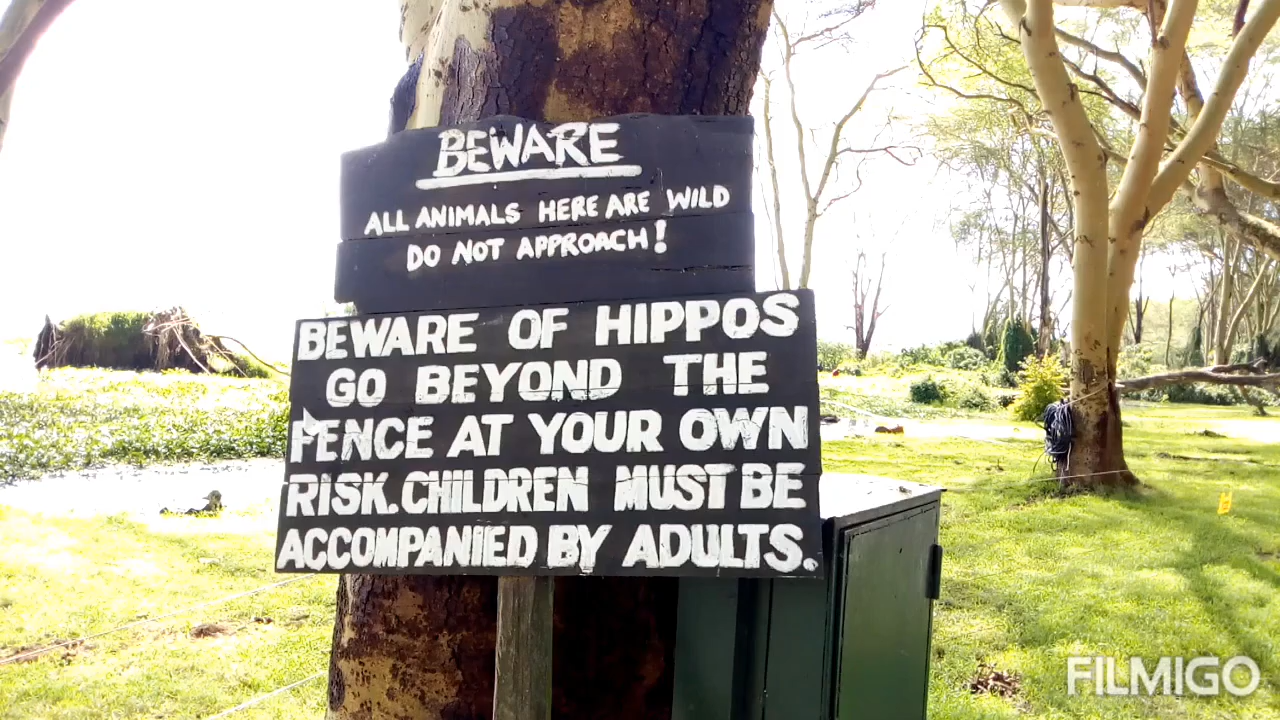 BEWARE
ALL ANIMALS HERE ARE WILD
DO NOT APPROACH!
BEWARE OF HIPPOS
GO BEYOND THE
FENCE AT YOUR OWN
RISK. CHILDREN MUST BE
ACCOMPANIED BY ADULTS.
FILMIGO